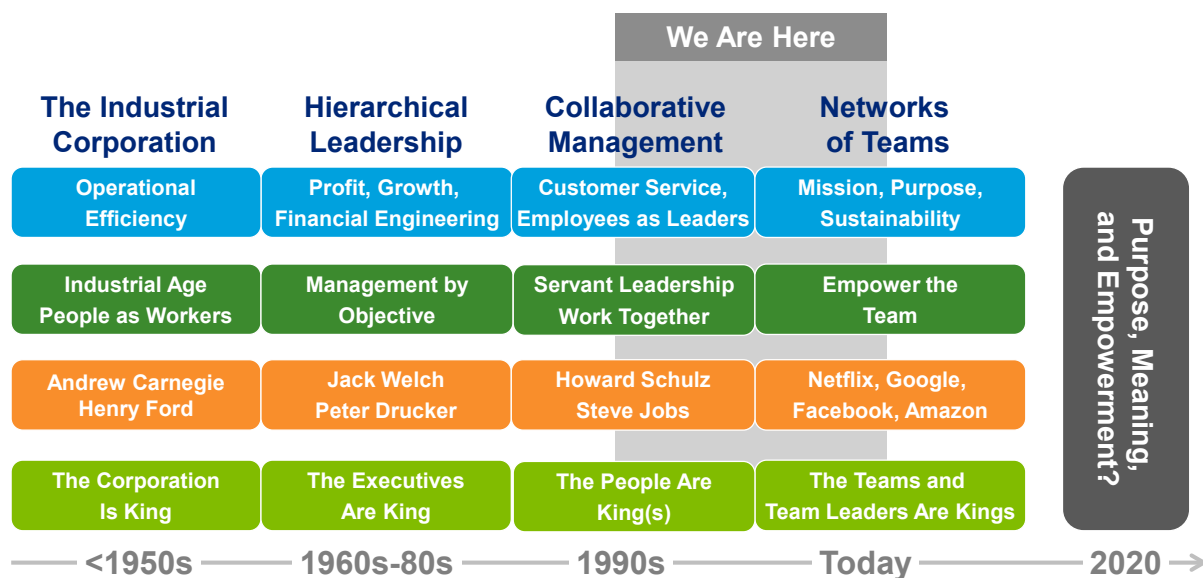 We Are Here
The Industrial
Corporation
Hierarchical
Leadership
Collaborative
Management
Networks
of Teams
Operational
Efficiency
Profit, Growth,
Financial Engineering
Customer Service,
Employees as Leaders
Mission, Purpose,
Sustainability
Industrial Age
People as Workers
Management by
Objective
Servant Leadership
Work Together
Empower the
Team
Andrew Carnegie
Henry Ford
Jack Welch
Peter Drucker
Howard Schulz
Steve Jobs
Netflix, Google,
Facebook, Amazon
The Corporation
Is King
The Executives
Are King
The People Are
King(s)
The Teams and
Team Leaders Are Kings
Purpose, Meaning,
and Empowerment?
<1950s
1960s-80s
1990s
Today
2020